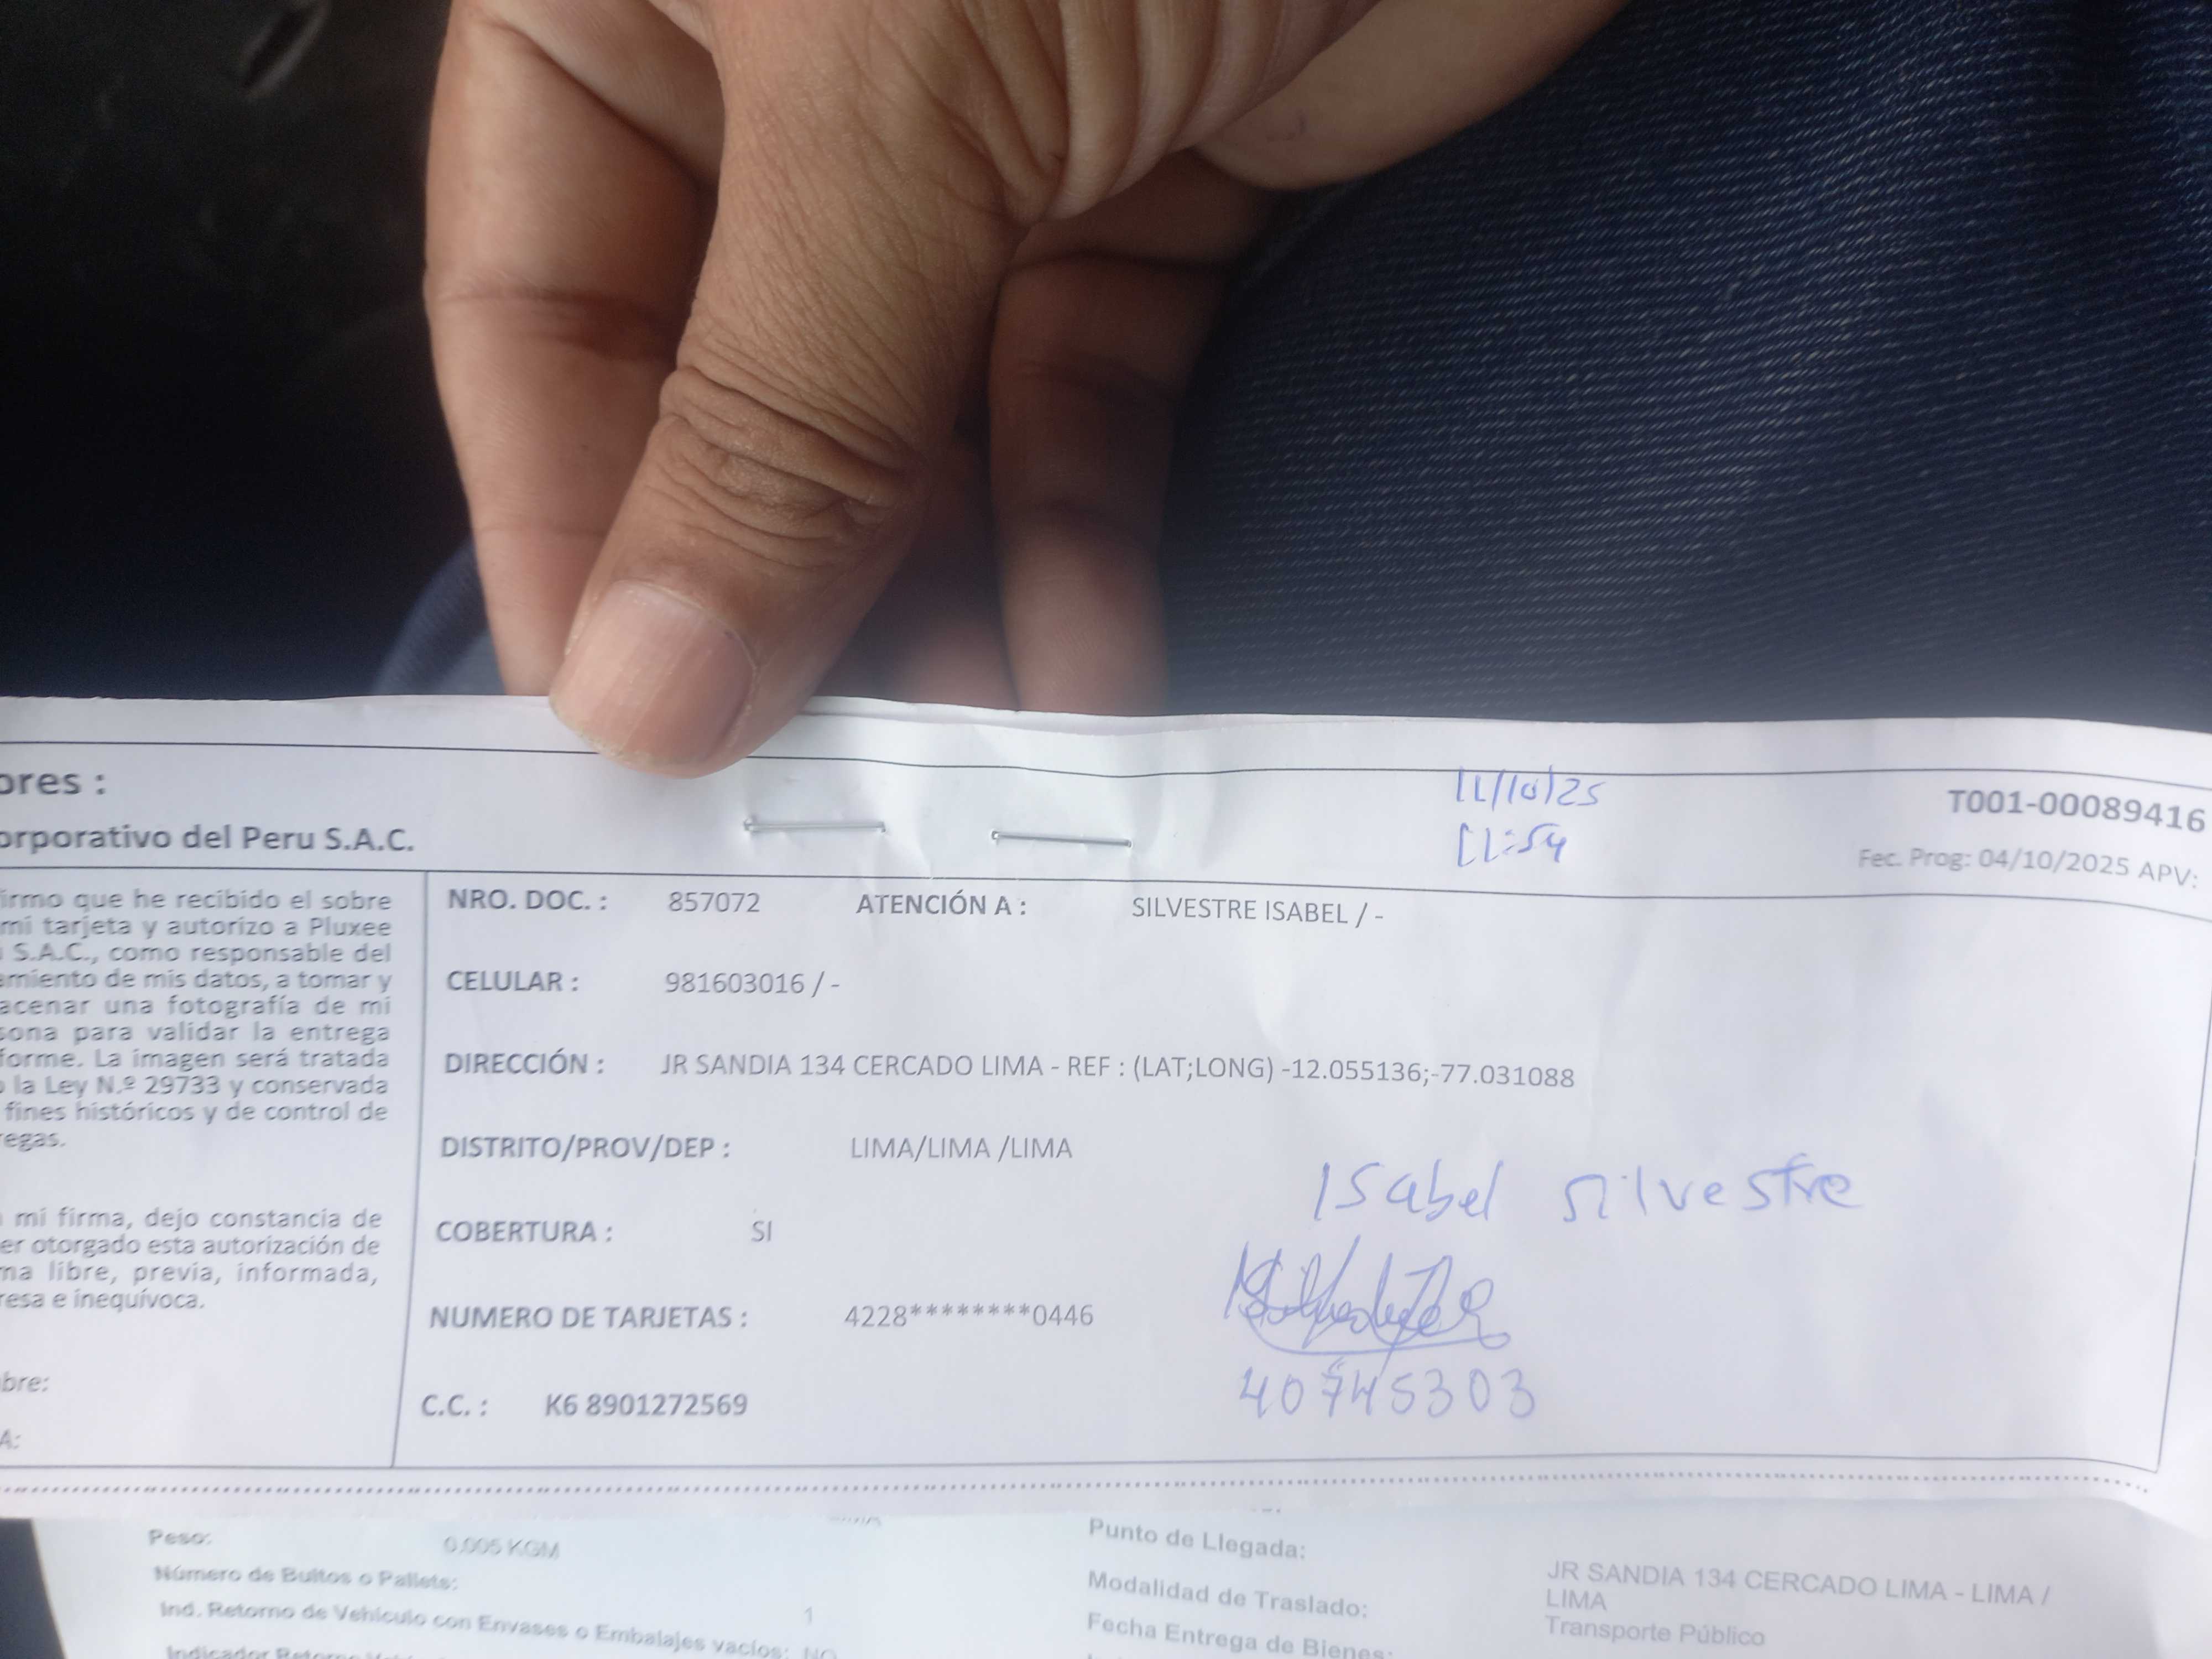 ores :
orporativo del Peru S.A.C.
11/10/25
11:54
T001-00089416
Fec. Prog: 04/10/2025 APV:
irmo que he recibido el sobre
mi tarjeta y autorizo a Pluxee
S.A.C., como responsable del
amiento de mis datos, a tomar y
acenar una fotografía de mi
sona para validar la entrega
forme. La imagen será tratada
la Ley N.º 29733 y conservada
fines históricos y de control de
regas.
mi firma, dejo constancia de
er otorgado esta autorización de
ma libre, previa, informada,
resa e inequívoca.
bre:
A:
NRO. DOC. : 857072 ATENCIÓN A : SILVESTRE ISABEL / -
CELULAR : 981603016 / -
DIRECCIÓN : JR SANDIA 134 CERCADO LIMA - REF : (LAT;LONG) -12.055136;-77.031088
DISTRITO/PROV/DEP : LIMA/LIMA /LIMA
COBERTURA : SI
NUMERO DE TARJETAS : 4228********0446
C.C. : K6 8901272569
Isabel Silvestre
40745303
Peso: 0.005 KGM
Número de Bultos o Pallets: 1
Ind. Retorno de Vehículo con Envases o Embalajes vacíos: NO
Indicador Retorno
Punto de Llegada: JR SANDIA 134 CERCADO LIMA - LIMA /
LIMA
Modalidad de Traslado: Transporte Público
Fecha Entrega de Bienes: